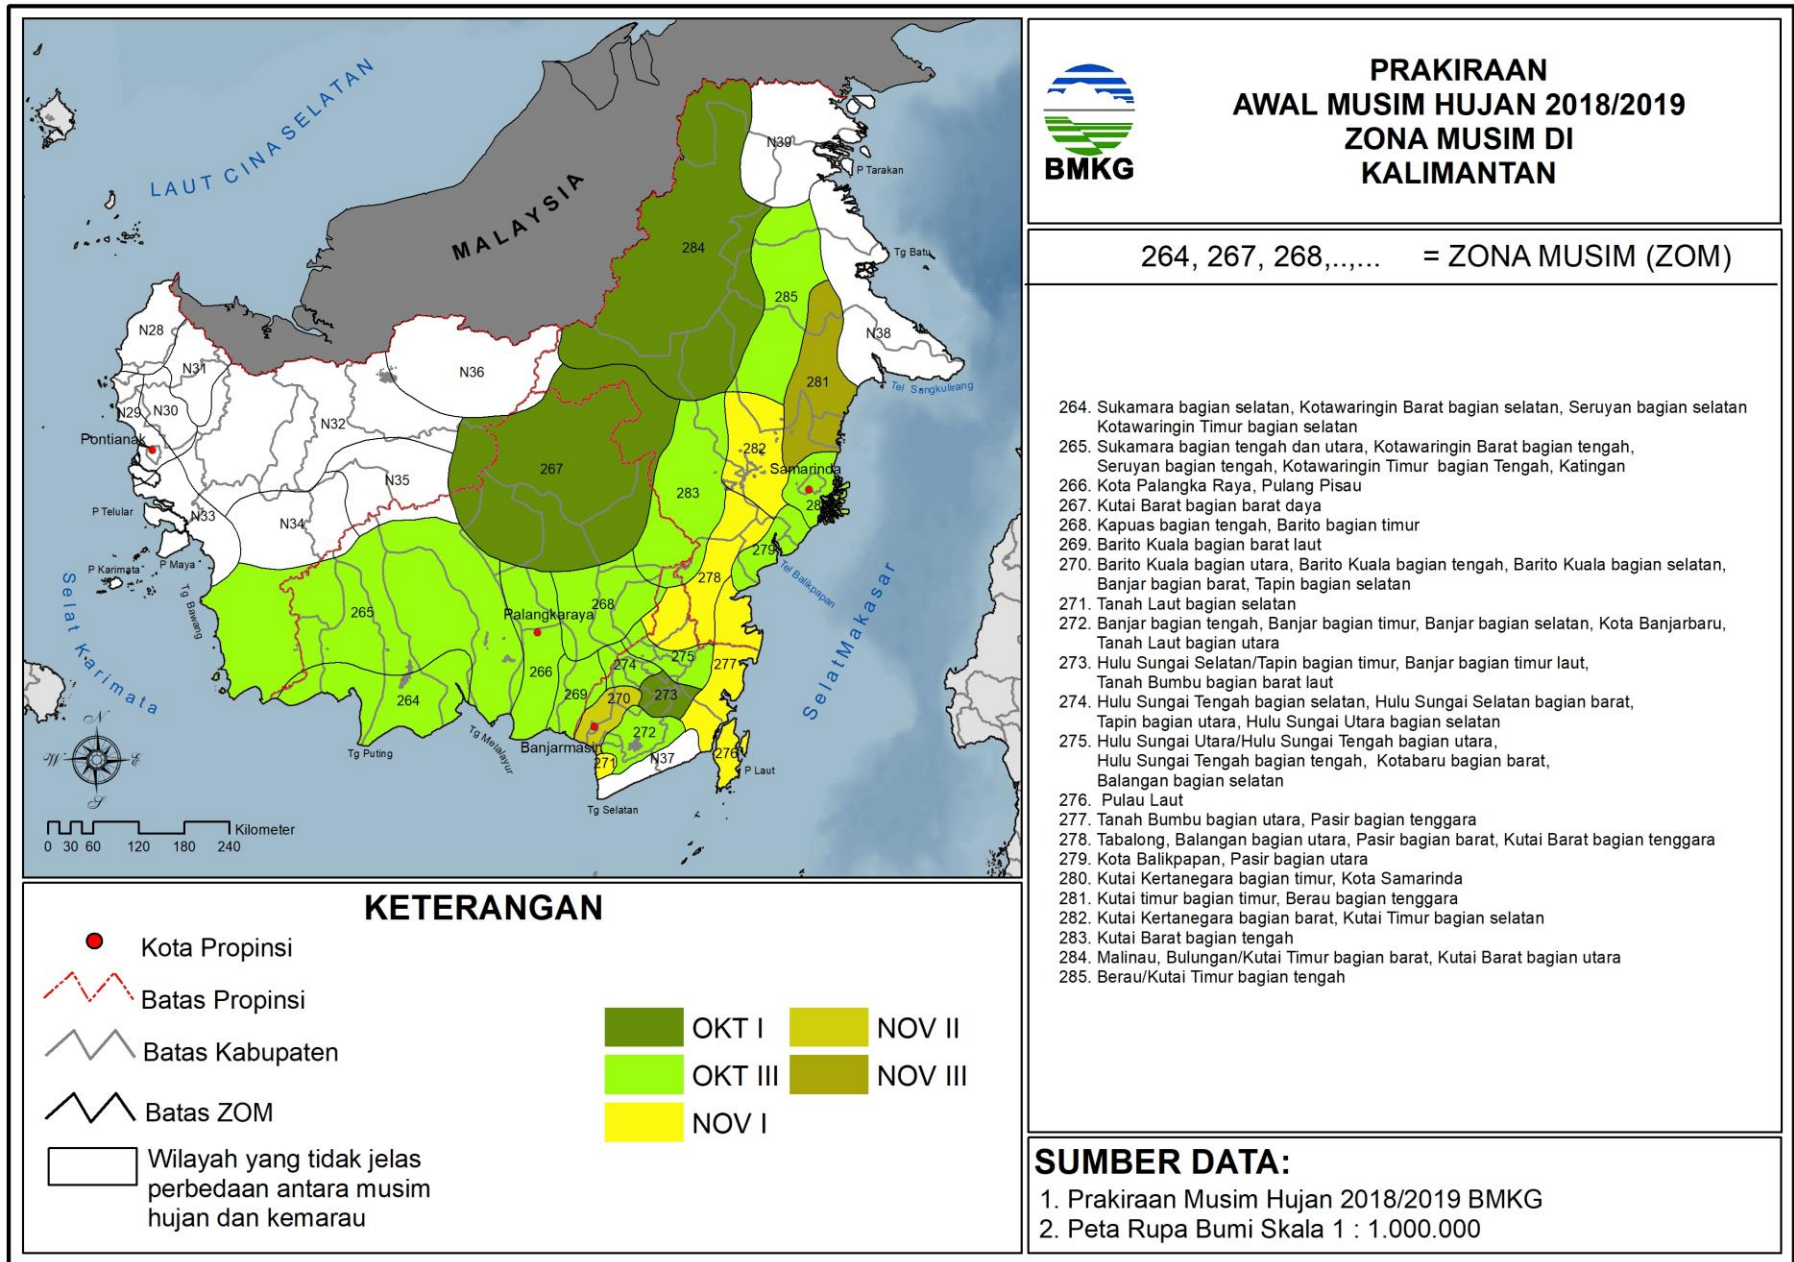 PRAKIRAAN
AWAL MUSIM HUJAN 2018/2019
ZONA MUSIM DI
KALIMANTAN
BMKG
264, 267, 268,..,... = ZONA MUSIM (ZOM)
264. Sukamara bagian selatan, Kotawaringin Barat bagian selatan, Seruyan bagian selatan
Kotawaringin Timur bagian selatan
265. Sukamara bagian tengah dan utara, Kotawaringin Barat bagian tengah,
Seruyan bagian tengah, Kotawaringin Timur bagian Tengah, Katingan
266. Kota Palangka Raya, Pulang Pisau
267. Kutai Barat bagian barat daya
268. Kapuas bagian tengah, Barito bagian timur
269. Barito Kuala bagian barat laut
270. Barito Kuala bagian utara, Barito Kuala bagian tengah, Barito Kuala bagian selatan,
Banjar bagian barat, Tapin bagian selatan
271. Tanah Laut bagian selatan
272. Banjar bagian tengah, Banjar bagian timur, Banjar bagian selatan, Kota Banjarbaru,
Tanah Laut bagian utara
273. Hulu Sungai Selatan/Tapin bagian timur, Banjar bagian timur laut,
Tanah Bumbu bagian barat laut
274. Hulu Sungai Tengah bagian selatan, Hulu Sungai Selatan bagian barat,
Tapin bagian utara, Hulu Sungai Utara bagian selatan
275. Hulu Sungai Utara/Hulu Sungai Tengah bagian utara,
Hulu Sungai Tengah bagian tengah, Kotabaru bagian barat,
Balangan bagian selatan
276. Pulau Laut
277. Tanah Bumbu bagian utara, Pasir bagian tenggara
278. Tabalong, Balangan bagian utara, Pasir bagian barat, Kutai Barat bagian tenggara
279. Kota Balikpapan, Pasir bagian utara
280. Kutai Kertanegara bagian timur, Kota Samarinda
281. Kutai timur bagian timur, Berau bagian tenggara
282. Kutai Kertanegara bagian barat, Kutai Timur bagian selatan
283. Kutai Barat bagian tengah
284. Malinau, Bulungan/Kutai Timur bagian barat, Kutai Barat bagian utara
285. Berau/Kutai Timur bagian tengah
SUMBER DATA:
1. Prakiraan Musim Hujan 2018/2019 BMKG
2. Peta Rupa Bumi Skala 1 : 1.000.000
LAUT CINA SELATAN
MALAYSIA
N39
P Tarakan
284
Tg Batu
285
N28
N38
N31
N36
281
Tel Sangkulirang
N29
N30
N32
Pontianak
282
267
Samarinda
N35
283
P Telular
N33
N34
279
P Karimata
P Maya
Tel Balikpapan
278
Selat Karimata
Tg Bawang
265
268
Palangkaraya
Selat Makasar
274
275
277
266
269
270
273
264
272
Tg Puting
Tg Melalayur
Banjarmasin
271
N37
276
P Laut
Tg Selatan
N
W
E
S
Kilometer
0 30 60 120 180 240
KETERANGAN
Kota Propinsi
Batas Propinsi
Batas Kabupaten
Batas ZOM
Wilayah yang tidak jelas
perbedaan antara musim
hujan dan kemarau
OKT I
NOV II
OKT III
NOV III
NOV I